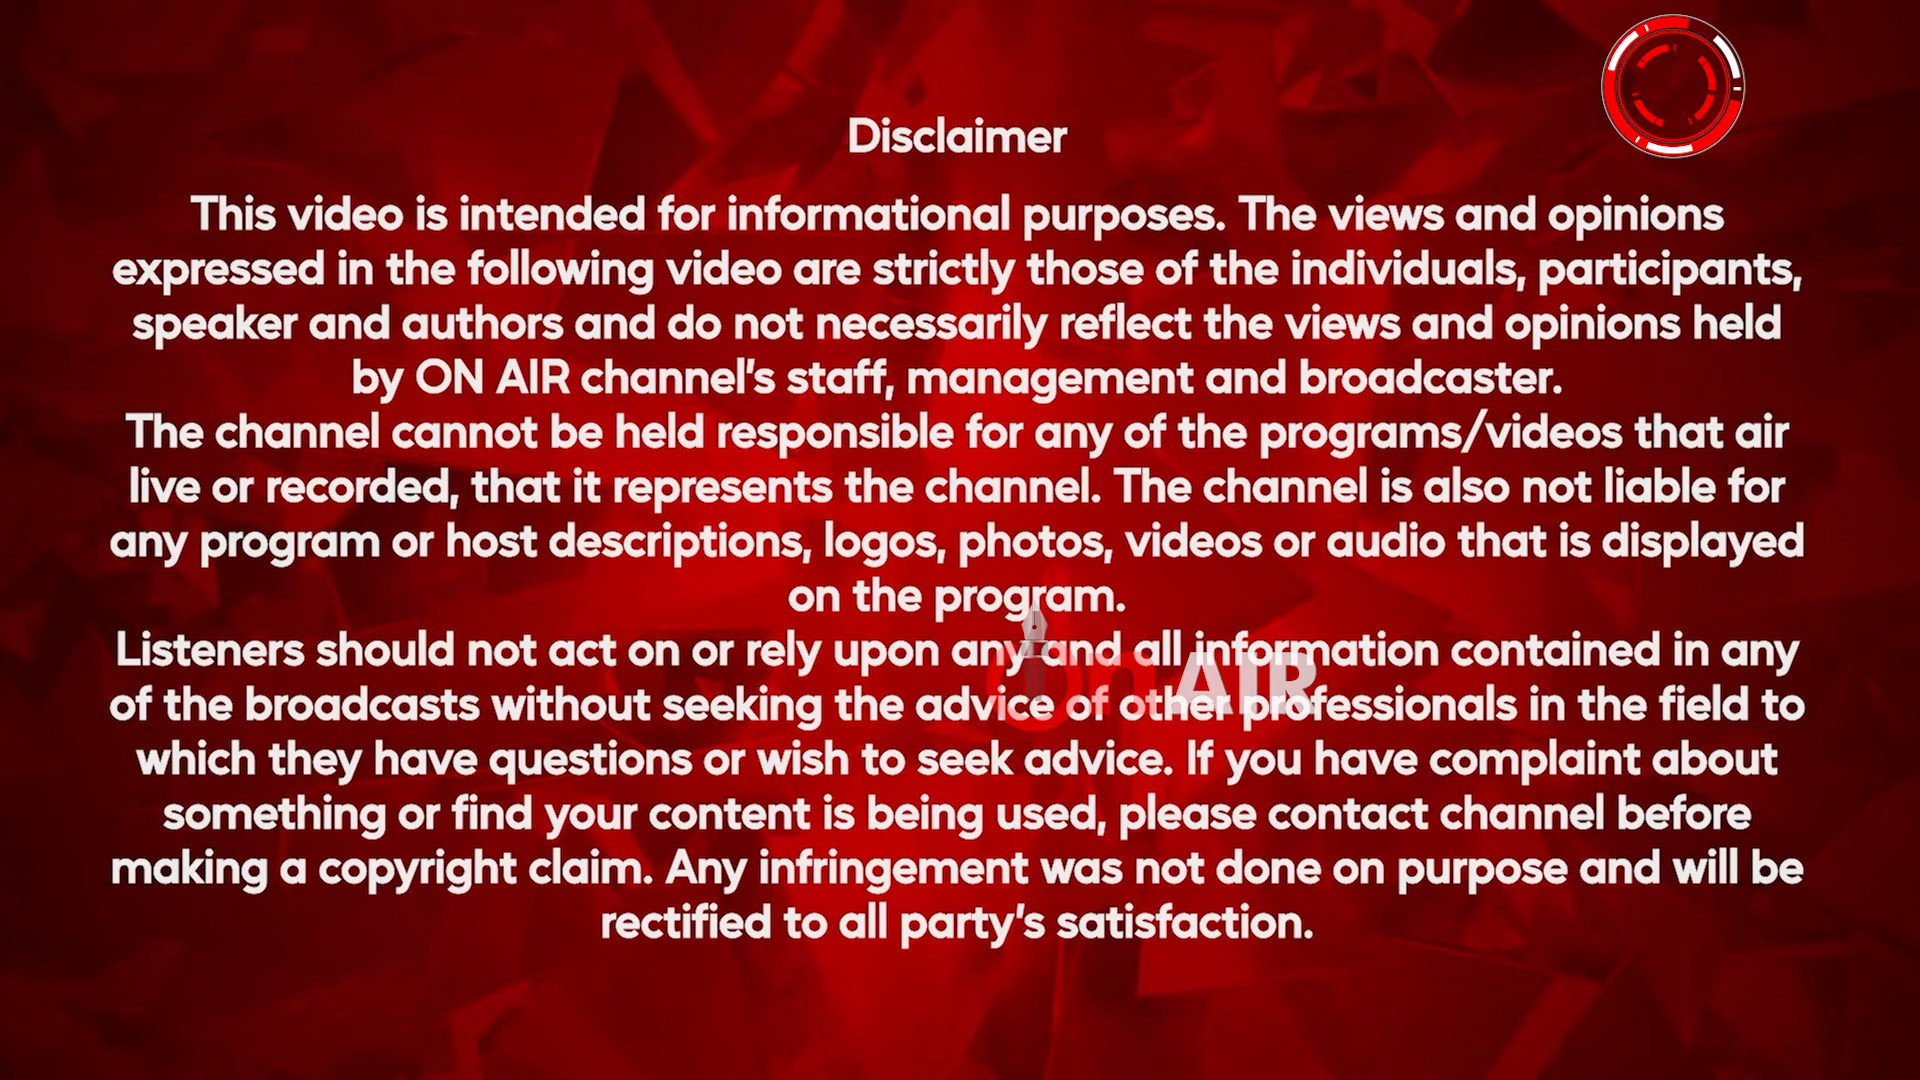 Disclaimer
This video is intended for informational purposes. The views and opinions
expressed in the following video are strictly those of the individuals, participants,
speaker and authors and do not necessarily reflect the views and opinions held
by ON AIR channel's staff, management and broadcaster.
The channel cannot be held responsible for any of the programs/videos that air
live or recorded, that it represents the channel. The channel is also not liable for
any program or host descriptions, logos, photos, videos or audio that is displayed
on the program.
Listeners should not act on or rely upon any and all information contained in any
of the broadcasts without seeking the advice of other professionals in the field to
which they have questions or wish to seek advice. If you have complaint about
something or find your content is being used, please contact channel before
making a copyright claim. Any infringement was not done on purpose and will be
rectified to all party's satisfaction.
On AIR